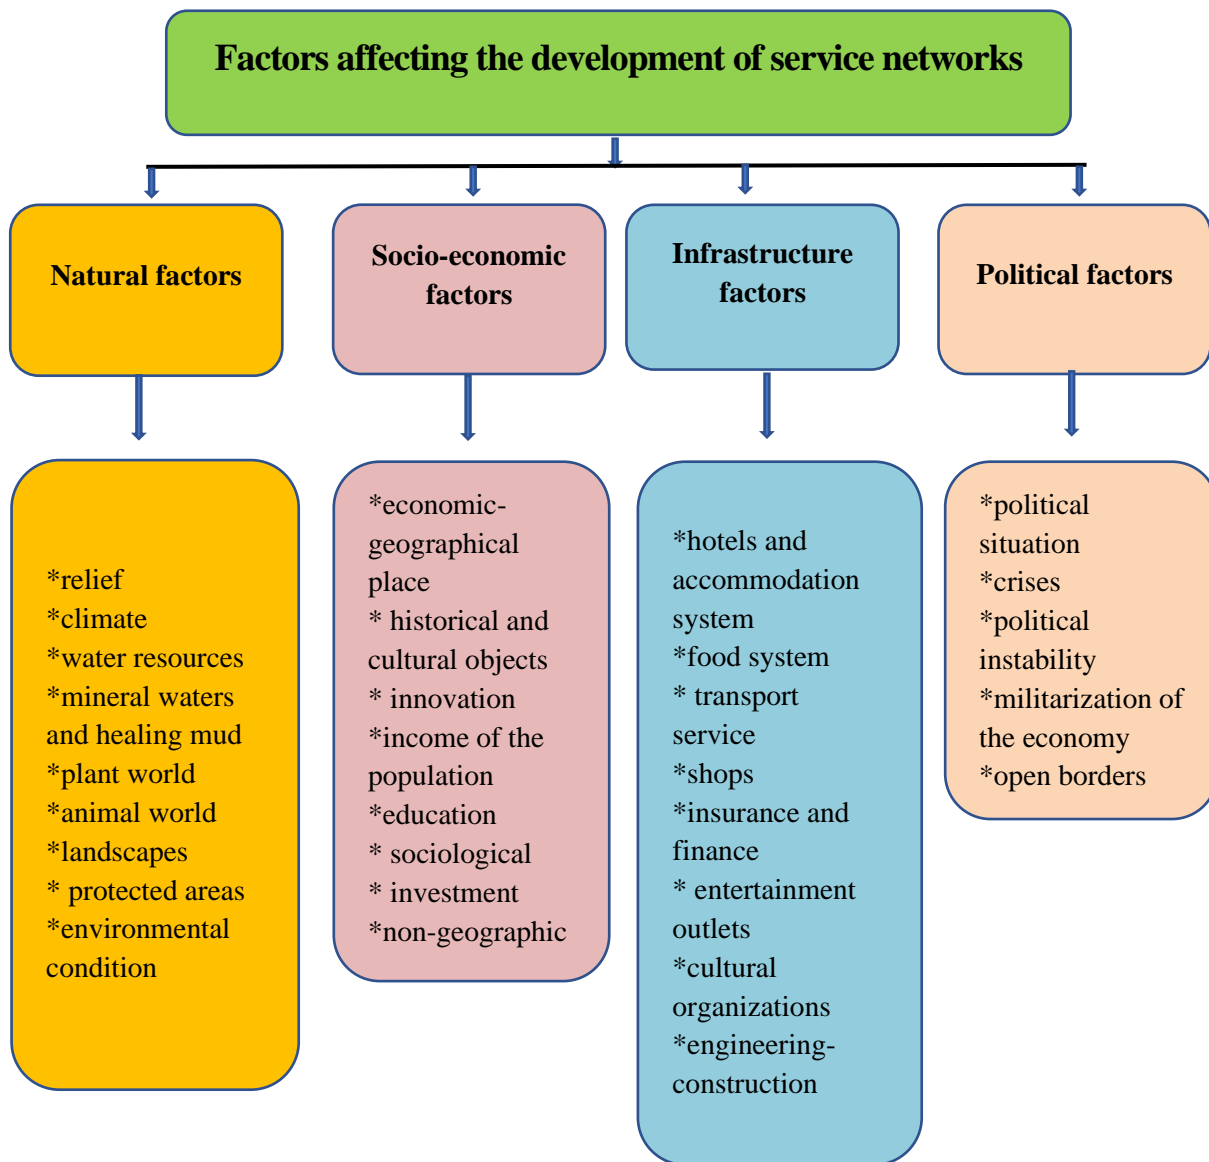 Factors affecting the development of service networks
Natural factors
Socio-economic
factors
Infrastructure
factors
Political factors
*relief
*climate
*water resources
*mineral waters
and healing mud
*plant world
*animal world
*landscapes
* protected areas
*environmental
condition
*economic-
geographical
place
* historical and
cultural objects
* innovation
*income of the
population
*education
* sociological
* investment
*non-geographic
*hotels and
accommodation
system
*food system
* transport
service
*shops
*insurance and
finance
* entertainment
outlets
*cultural
organizations
*engineering-
construction
*political
situation
*crises
*political
instability
*militarization of
the economy
*open borders